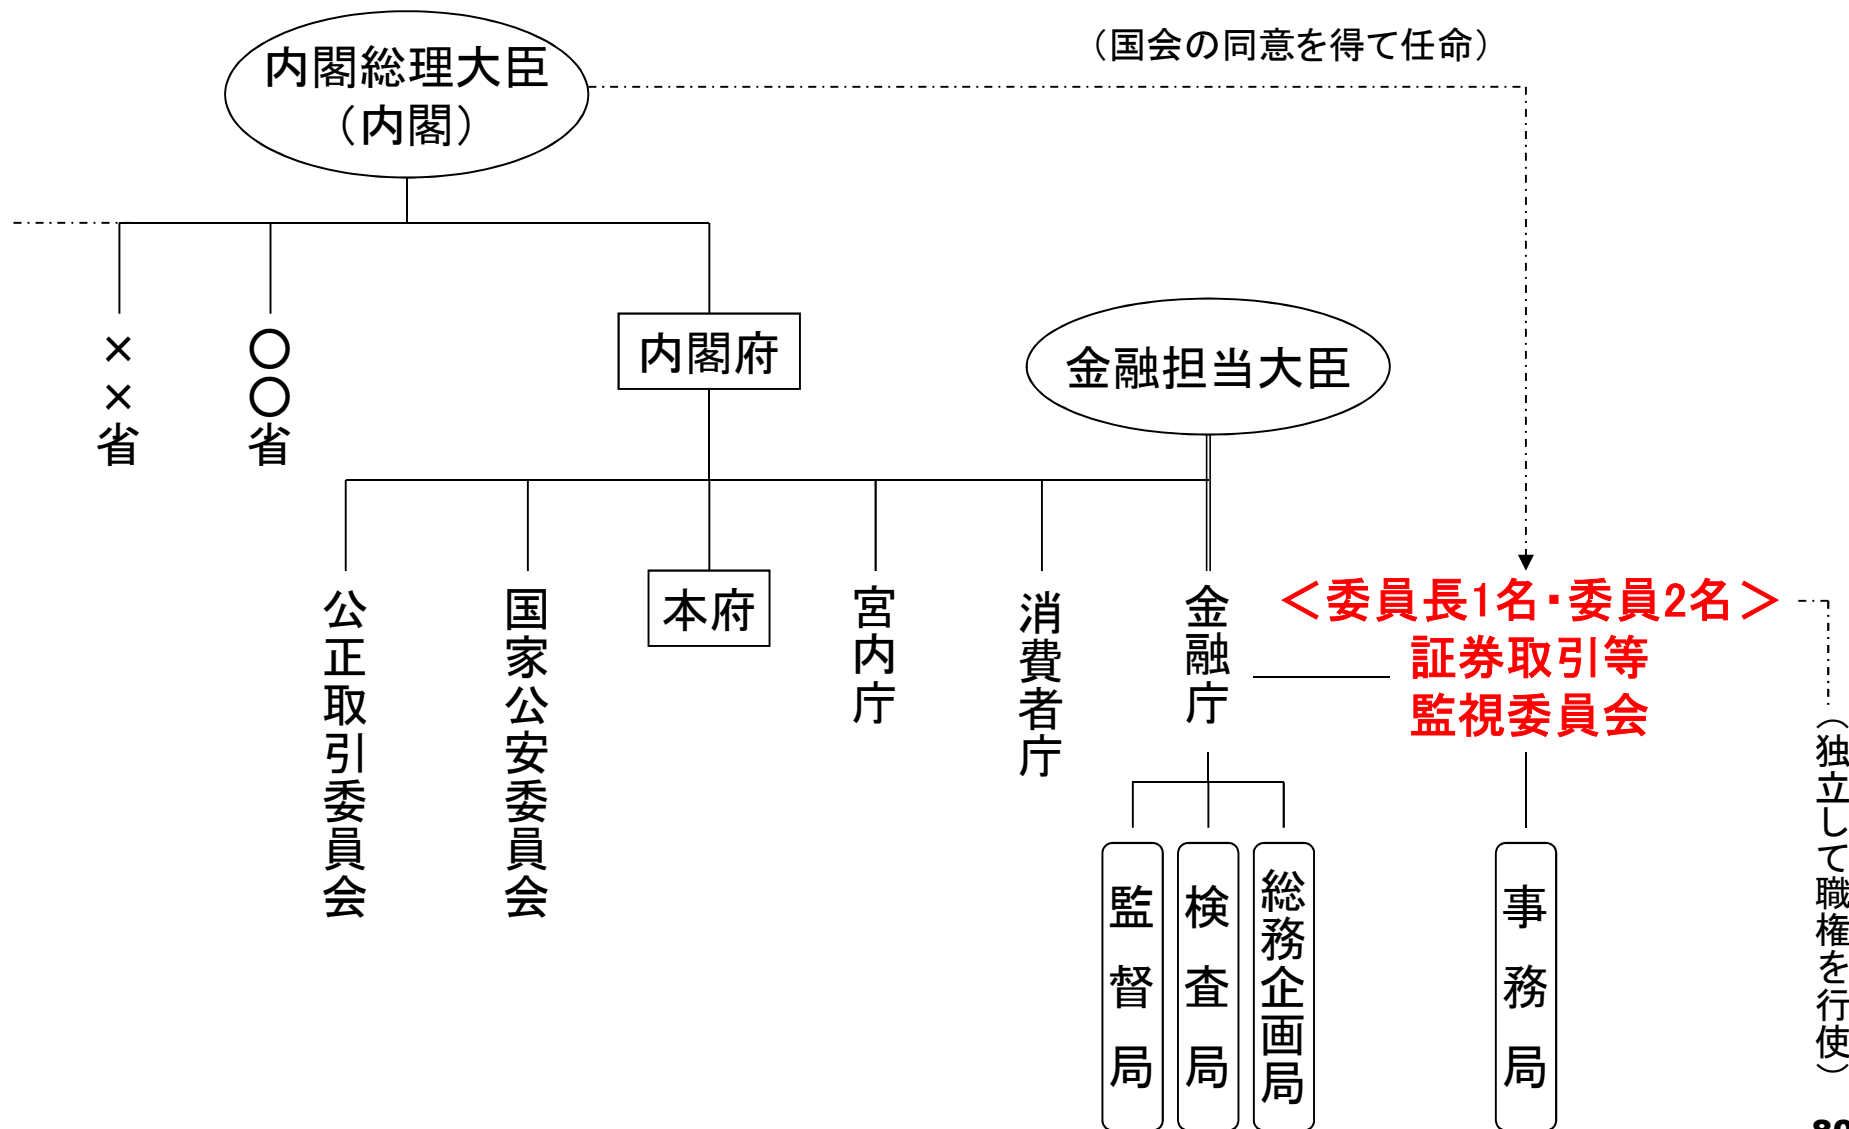 内閣総理大臣
（内閣）
（国会の同意を得て任命）
××省
〇〇省
内閣府
金融担当大臣
公正取引委員会
国家公安委員会
本府
宮内庁
消費者庁
金融庁
＜委員長1名・委員2名＞
証券取引等
監視委員会
（独立して職権を行使）
監督局
検査局
総務企画局
事務局